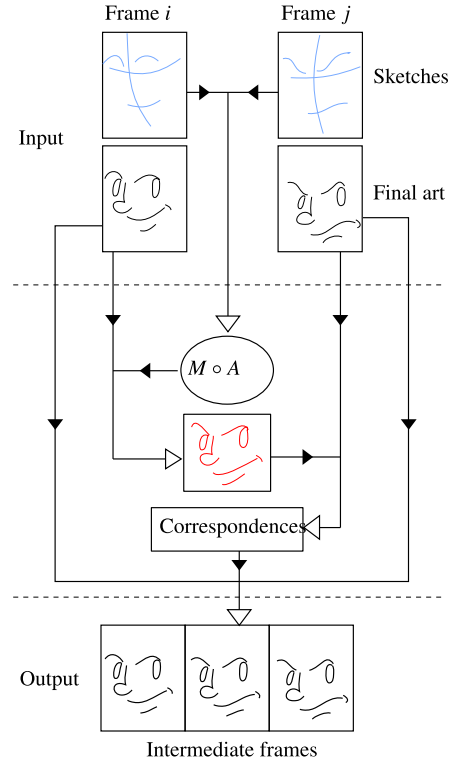 Frame i
Frame j
Sketches
Input
Final art
M ∘ A
Correspondences
Output
Intermediate frames